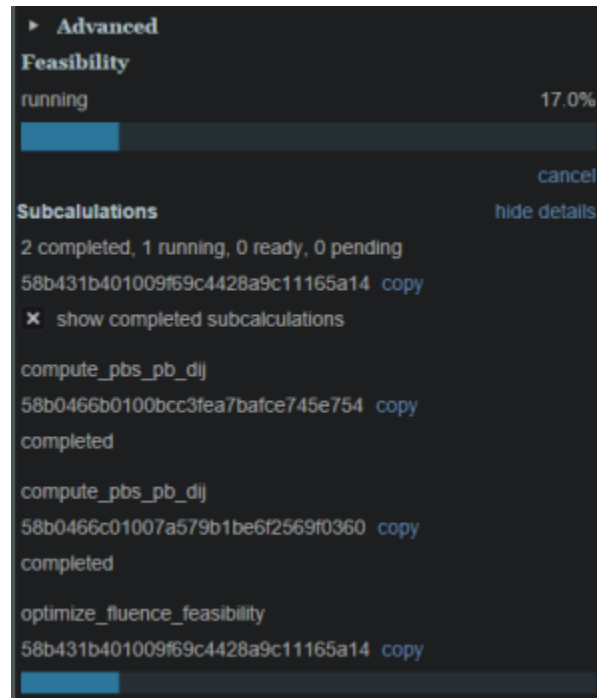 Advanced
Feasibility
running 17.0%
cancel
Subcalulations hide details
2 completed, 1 running, 0 ready, 0 pending
58b431b401009f69c4428a9c11165a14 copy
show completed subcalculations
compute_pbs_pb_dij
58b0466b0100bcc3fea7bafce745e754 copy
completed
compute_pbs_pb_dij
58b0466c01007a579b1be6f2569f0360 copy
completed
optimize_fluence_feasibility
58b431b401009f69c4428a9c11165a14 copy